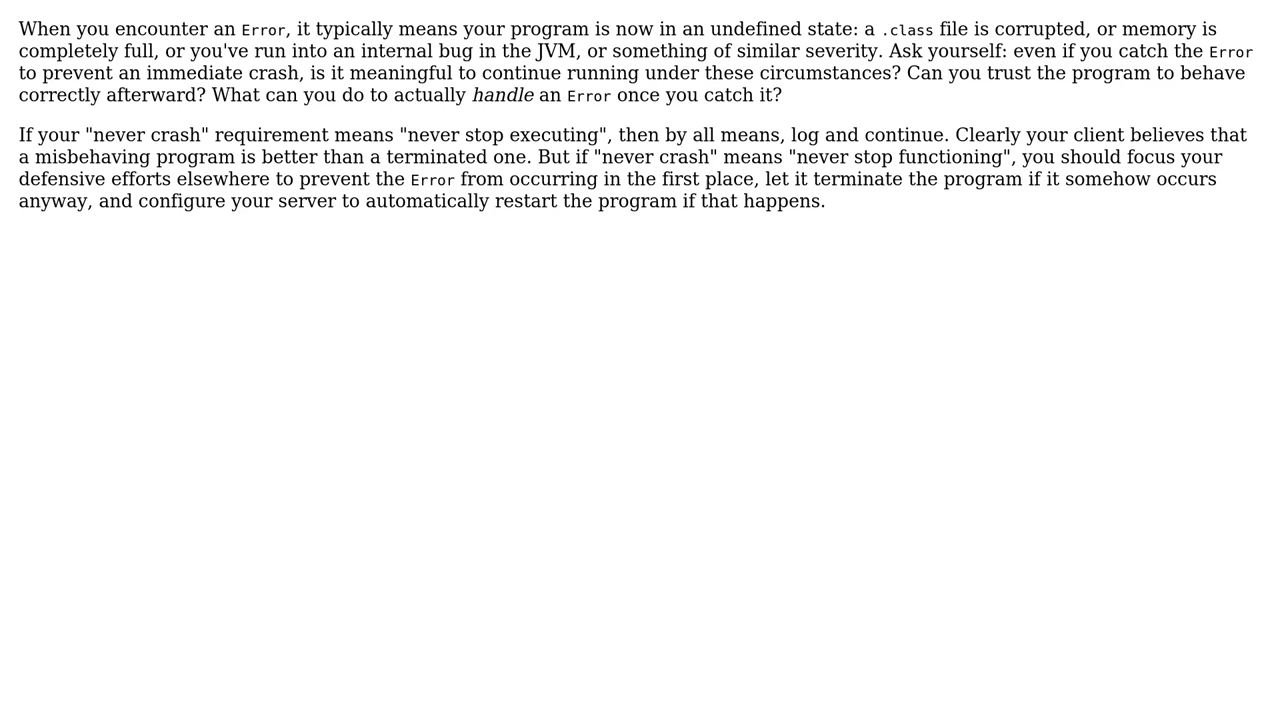 When you encounter an Error, it typically means your program is now in an undefined state: a .class file is corrupted, or memory is
completely full, or you've run into an internal bug in the JVM, or something of similar severity. Ask yourself: even if you catch the Error
to prevent an immediate crash, is it meaningful to continue running under these circumstances? Can you trust the program to behave
correctly afterward? What can you do to actually handle an Error once you catch it?
If your "never crash" requirement means "never stop executing", then by all means, log and continue. Clearly your client believes that
a misbehaving program is better than a terminated one. But if "never crash" means "never stop functioning", you should focus your
defensive efforts elsewhere to prevent the Error from occurring in the first place, let it terminate the program if it somehow occurs
anyway, and configure your server to automatically restart the program if that happens.